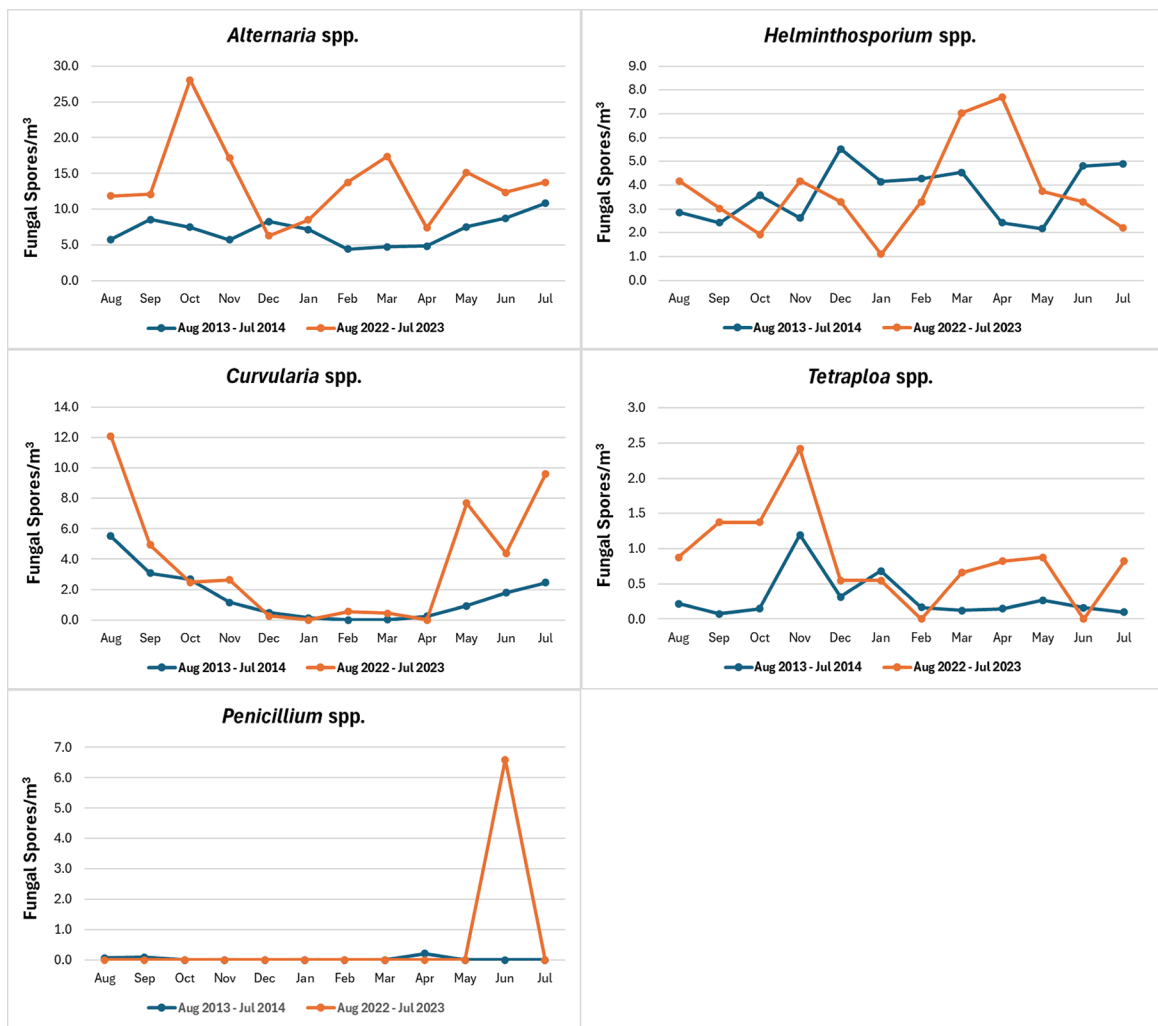 Alternaria spp.
Fungal Spores/m³
30.0
25.0
20.0
15.0
10.0
5.0
0.0
Aug Sep Oct Nov Dec Jan Feb Mar Apr May Jun Jul
Aug 2013 - Jul 2014 Aug 2022 - Jul 2023
Helminthosporium spp.
Fungal Spores/m³
9.0
8.0
7.0
6.0
5.0
4.0
3.0
2.0
1.0
0.0
Aug Sep Oct Nov Dec Jan Feb Mar Apr May Jun Jul
Aug 2013 - Jul 2014 Aug 2022 - Jul 2023
Curvularia spp.
Fungal Spores/m³
14.0
12.0
10.0
8.0
6.0
4.0
2.0
0.0
Aug Sep Oct Nov Dec Jan Feb Mar Apr May Jun Jul
Aug 2013 - Jul 2014 Aug 2022 - Jul 2023
Tetraploa spp.
Fungal Spores/m³
3.0
2.5
2.0
1.5
1.0
0.5
0.0
Aug Sep Oct Nov Dec Jan Feb Mar Apr May Jun Jul
Aug 2013 - Jul 2014 Aug 2022 - Jul 2023
Penicillium spp.
Fungal Spores/m³
7.0
6.0
5.0
4.0
3.0
2.0
1.0
0.0
Aug Sep Oct Nov Dec Jan Feb Mar Apr May Jun Jul
Aug 2013 - Jul 2014 Aug 2022 - Jul 2023